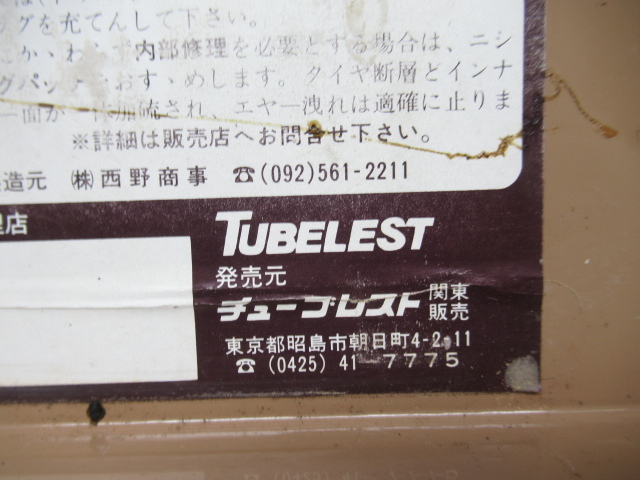 グを充てんして下さい。
内部修理を必要とする場合は、ニシ
おすゝめします。タイヤ断層とインナ
一面が一体加硫され、エヤー洩れは適確に止りま
※詳細は販売店へお問合せ下さい。
造元 ㈱西野商事 ☎(092)561-2211
店
TUBELEST
発売元
チューブレスト 関東販売
東京都昭島市朝日町4-2-11
☎(0425)41-7775